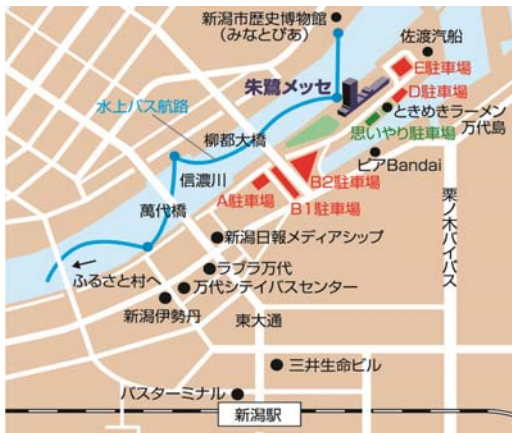 新潟市歴史博物館
(みなとぴあ)
佐渡汽船
E駐車場
朱鷺メッセ
D駐車場
水上バス航路
ときめきラーメン
万代島
思いやり駐車場
柳都大橋
ピアBandai
信濃川
B2駐車場
A駐車場
B1駐車場
栗ノ木バイパス
萬代橋
新潟日報メディアシップ
ラブラ万代
ふるさと村へ
万代シテイバスセンター
新潟伊勢丹
東大通
三井生命ビル
バスターミナル
新潟駅